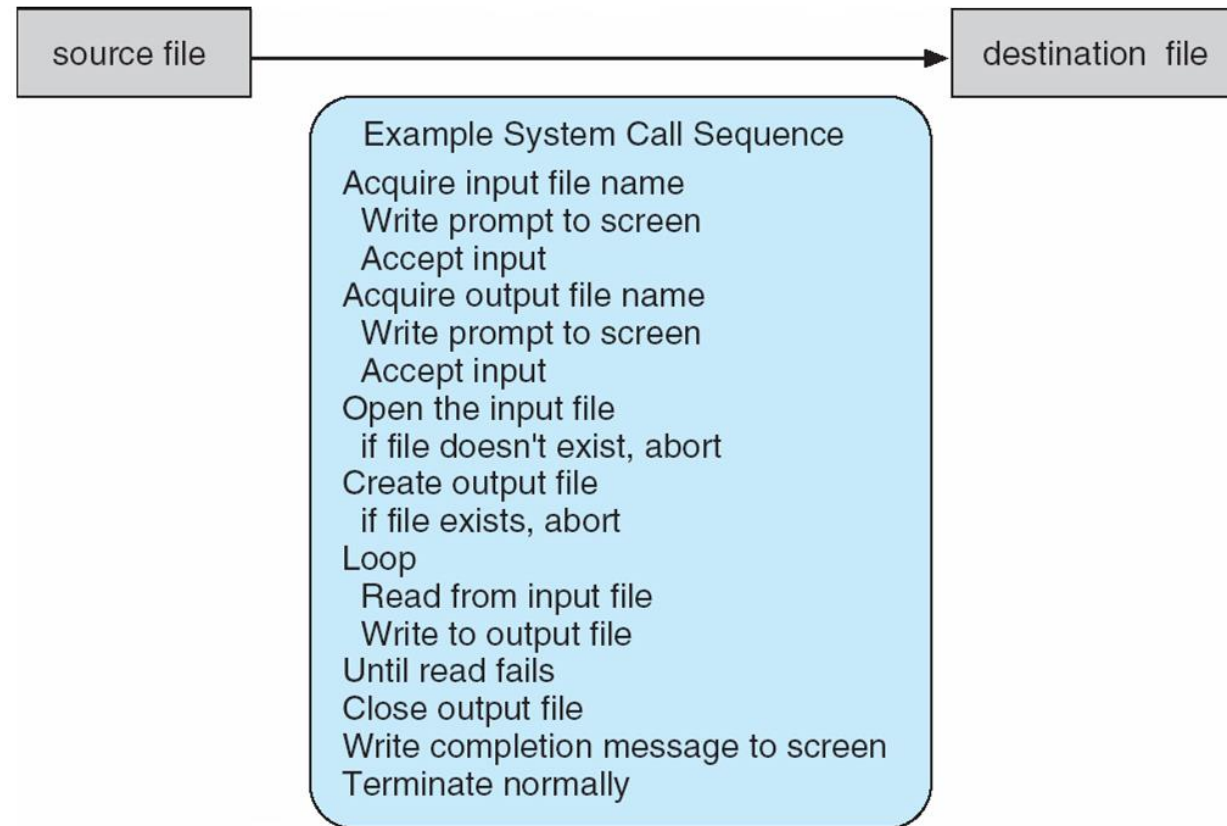 source file
destination file
Example System Call Sequence
Acquire input file name
Write prompt to screen
Accept input
Acquire output file name
Write prompt to screen
Accept input
Open the input file
if file doesn't exist, abort
Create output file
if file exists, abort
Loop
Read from input file
Write to output file
Until read fails
Close output file
Write completion message to screen
Terminate normally